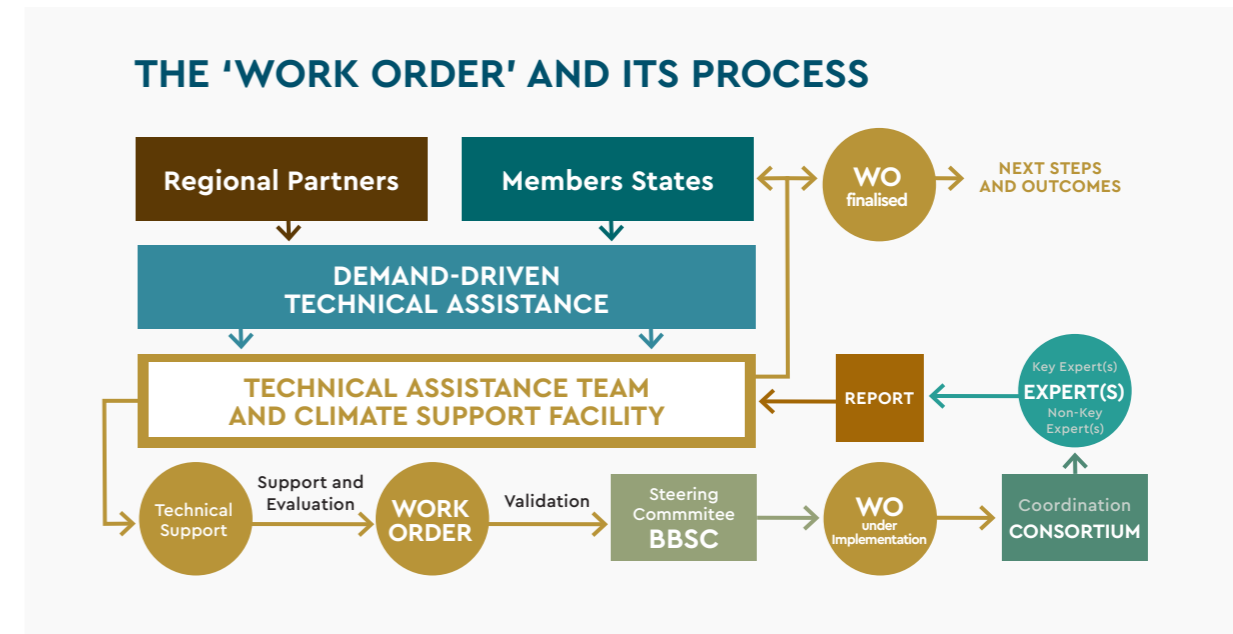 THE ‘WORK ORDER’ AND ITS PROCESS
Regional Partners
Members States
WO
finalised
NEXT STEPS
AND OUTCOMES
DEMAND-DRIVEN
TECHNICAL ASSISTANCE
TECHNICAL ASSISTANCE TEAM
AND CLIMATE SUPPORT FACILITY
REPORT
Key Expert(s)
EXPERT(S)
Non-Key
Expert(s)
Technical
Support
Support and
Evaluation
WORK
ORDER
Validation
Steering
Commmitee
BBSC
WO
under
Implementation
Coordination
CONSORTIUM